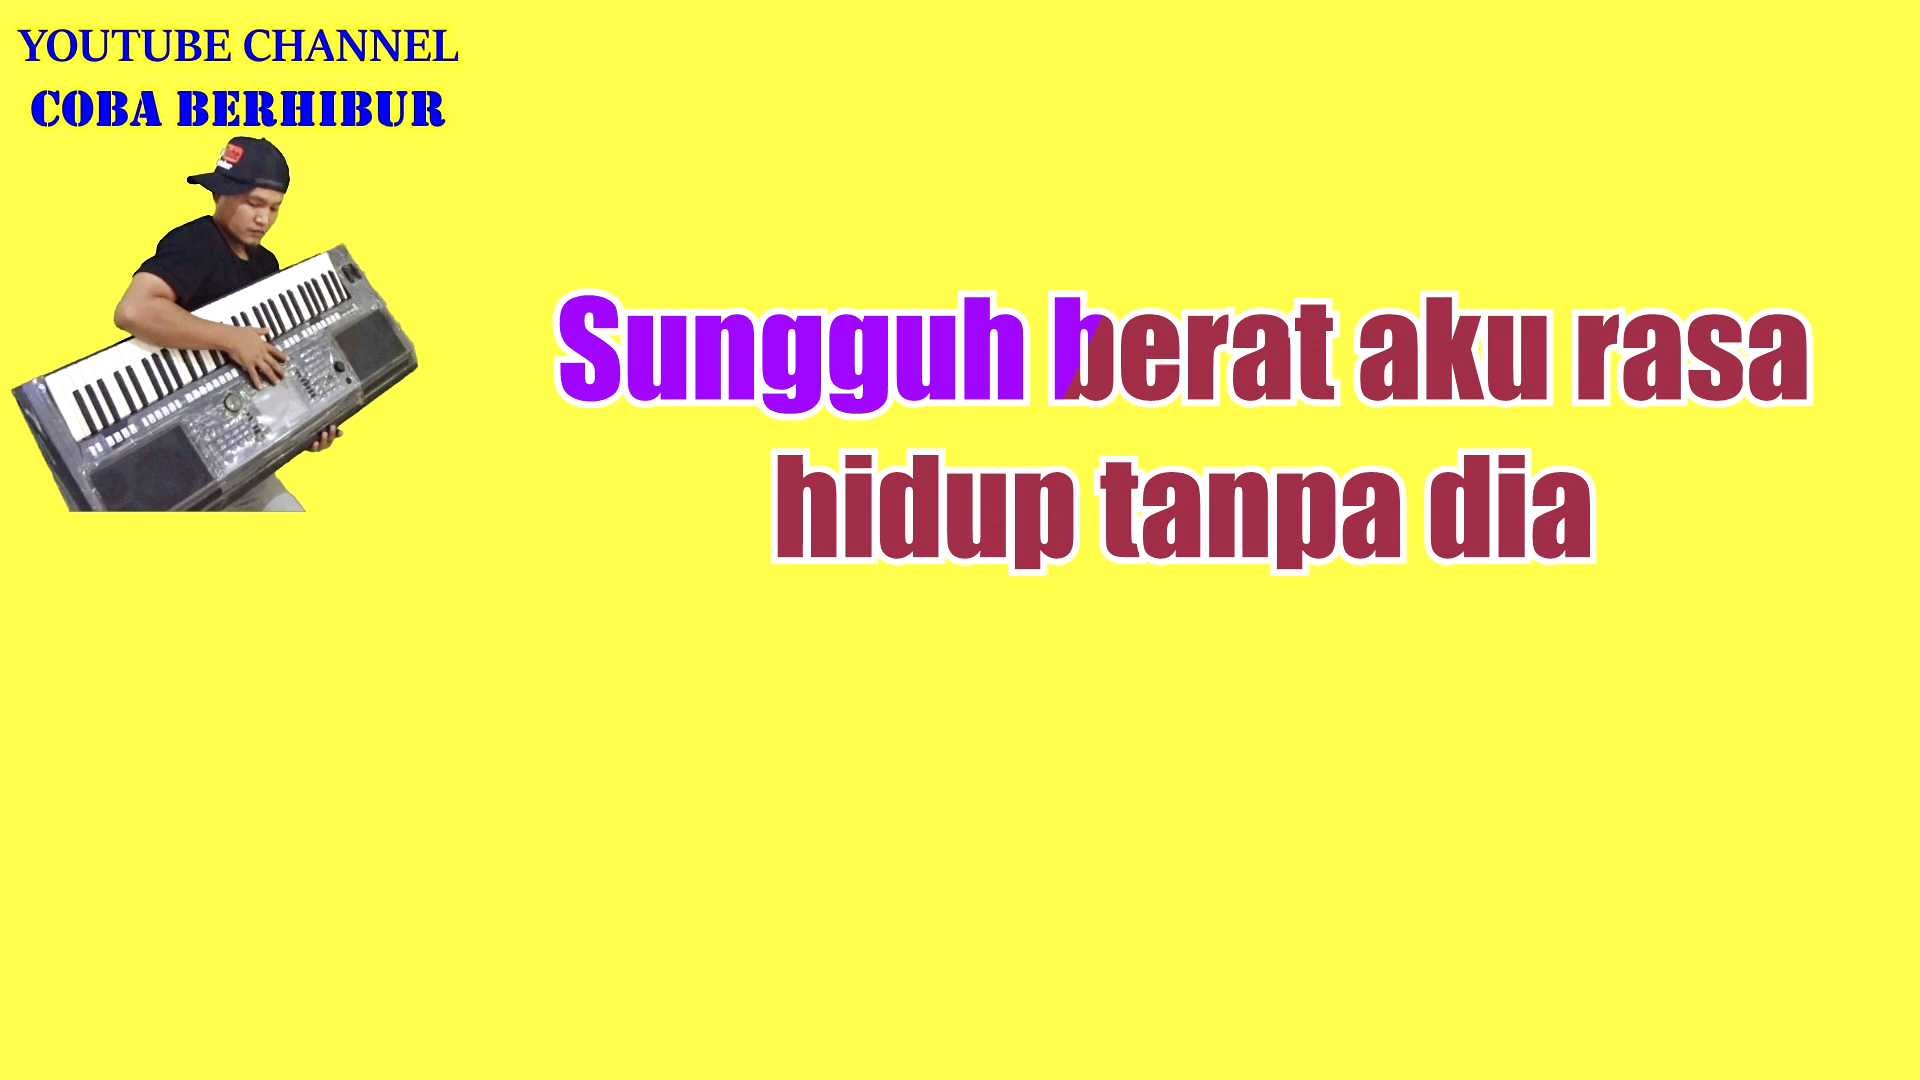 YOUTUBE CHANNEL
COBA BERHIBUR
Sungguh berat aku rasa
hidup tanpa dia